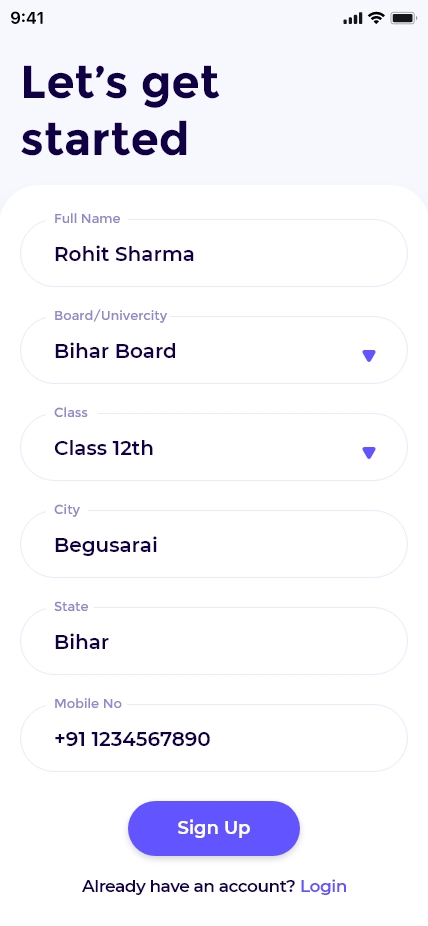 9:41
Let’s get
started
Full Name
Rohit Sharma
Board/Univercity
Bihar Board
Class
Class 12th
City
Begusarai
State
Bihar
Mobile No
+91 1234567890
Sign Up
Already have an account? Login